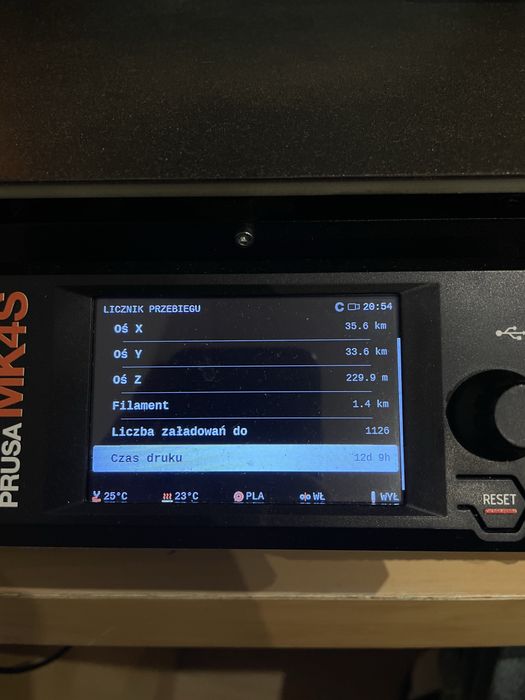 LICZNIK PRZEBIEGU 20:54
Oś X 35.6 km
Oś Y 33.6 km
Oś Z 229.9 m
Filament 1.4 km
Liczba załadowań do 1126
Czas druku 12d 9h
25°C 23°C PLA WŁ WYŁ
PRUSA MK4S
RESET